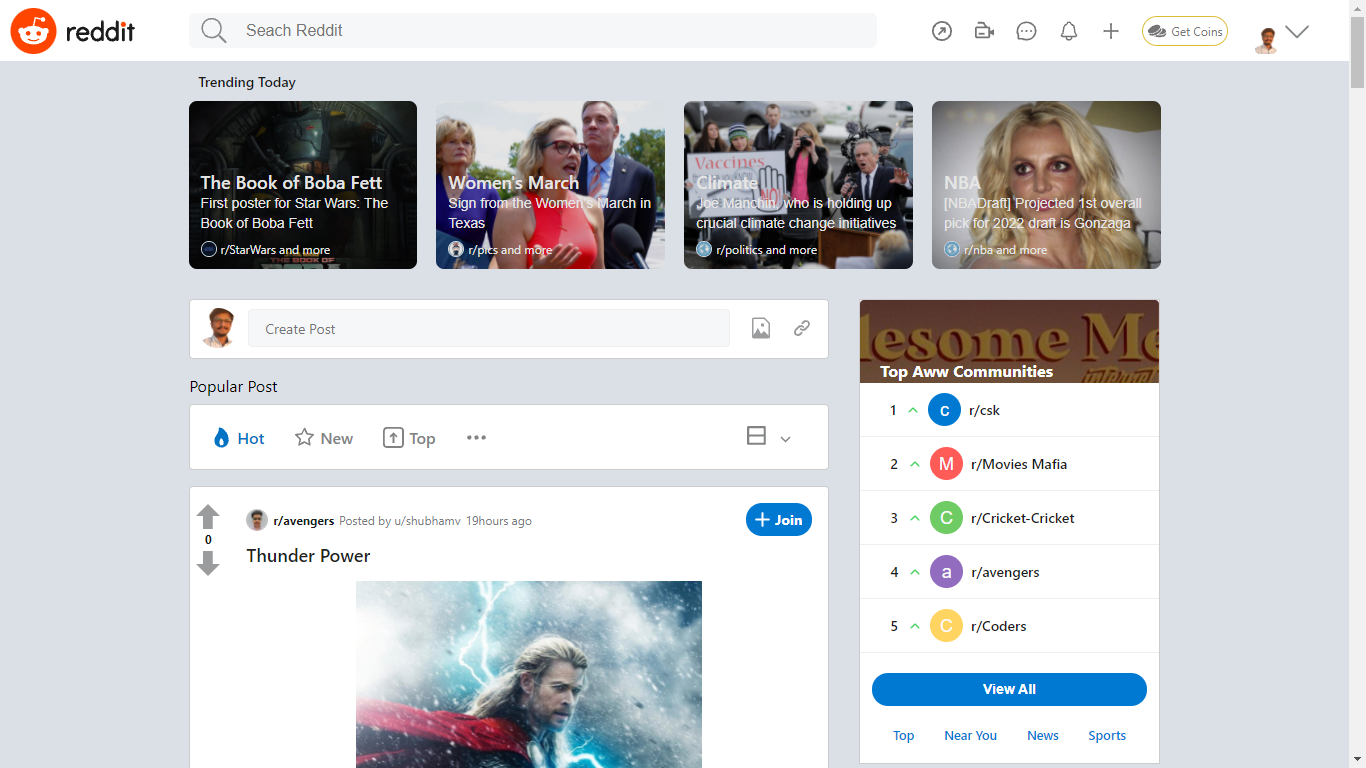 reddit
Seach Reddit
Get Coins
Trending Today
The Book of Boba Fett
First poster for Star Wars: The
Book of Boba Fett
r/StarWars and more
Women's March
Sign from the Women's March in
Texas
r/pics and more
Vaccines
NO
Climate
Joe Manchin, who is holding up
crucial climate change initiatives
r/politics and more
NBA
[NBADraft] Projected 1st overall
pick for 2022 draft is Gonzaga
r/nba and more
Create Post
Popular Post
Hot
New
Top
r/avengers Posted by u/shubhamv 19hours ago
Join
0
Thunder Power
lesome Me
Top Aww Communities
1 c r/csk
2 M r/Movies Mafia
3 C r/Cricket-Cricket
4 a r/avengers
5 C r/Coders
View All
Top
Near You
News
Sports